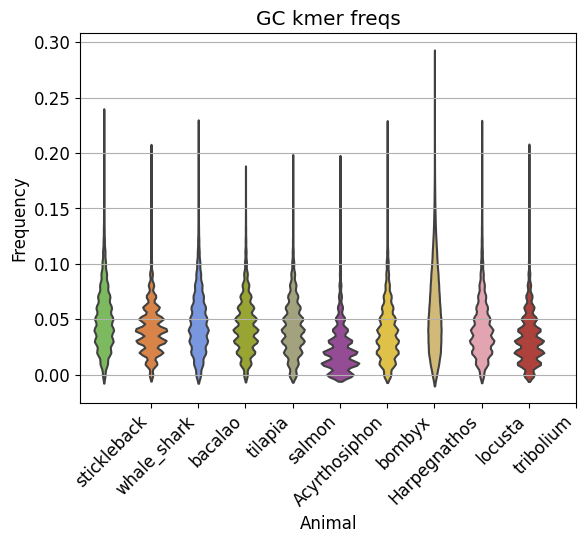 GC kmer freqs
0.30
0.25
0.20
0.15
0.10
0.05
0.00
Frequency
stickleback
whale_shark
bacalao
tilapia
salmon
Acyrthosiphon
bombyx
Harpegnathos
locusta
tribolium
Animal